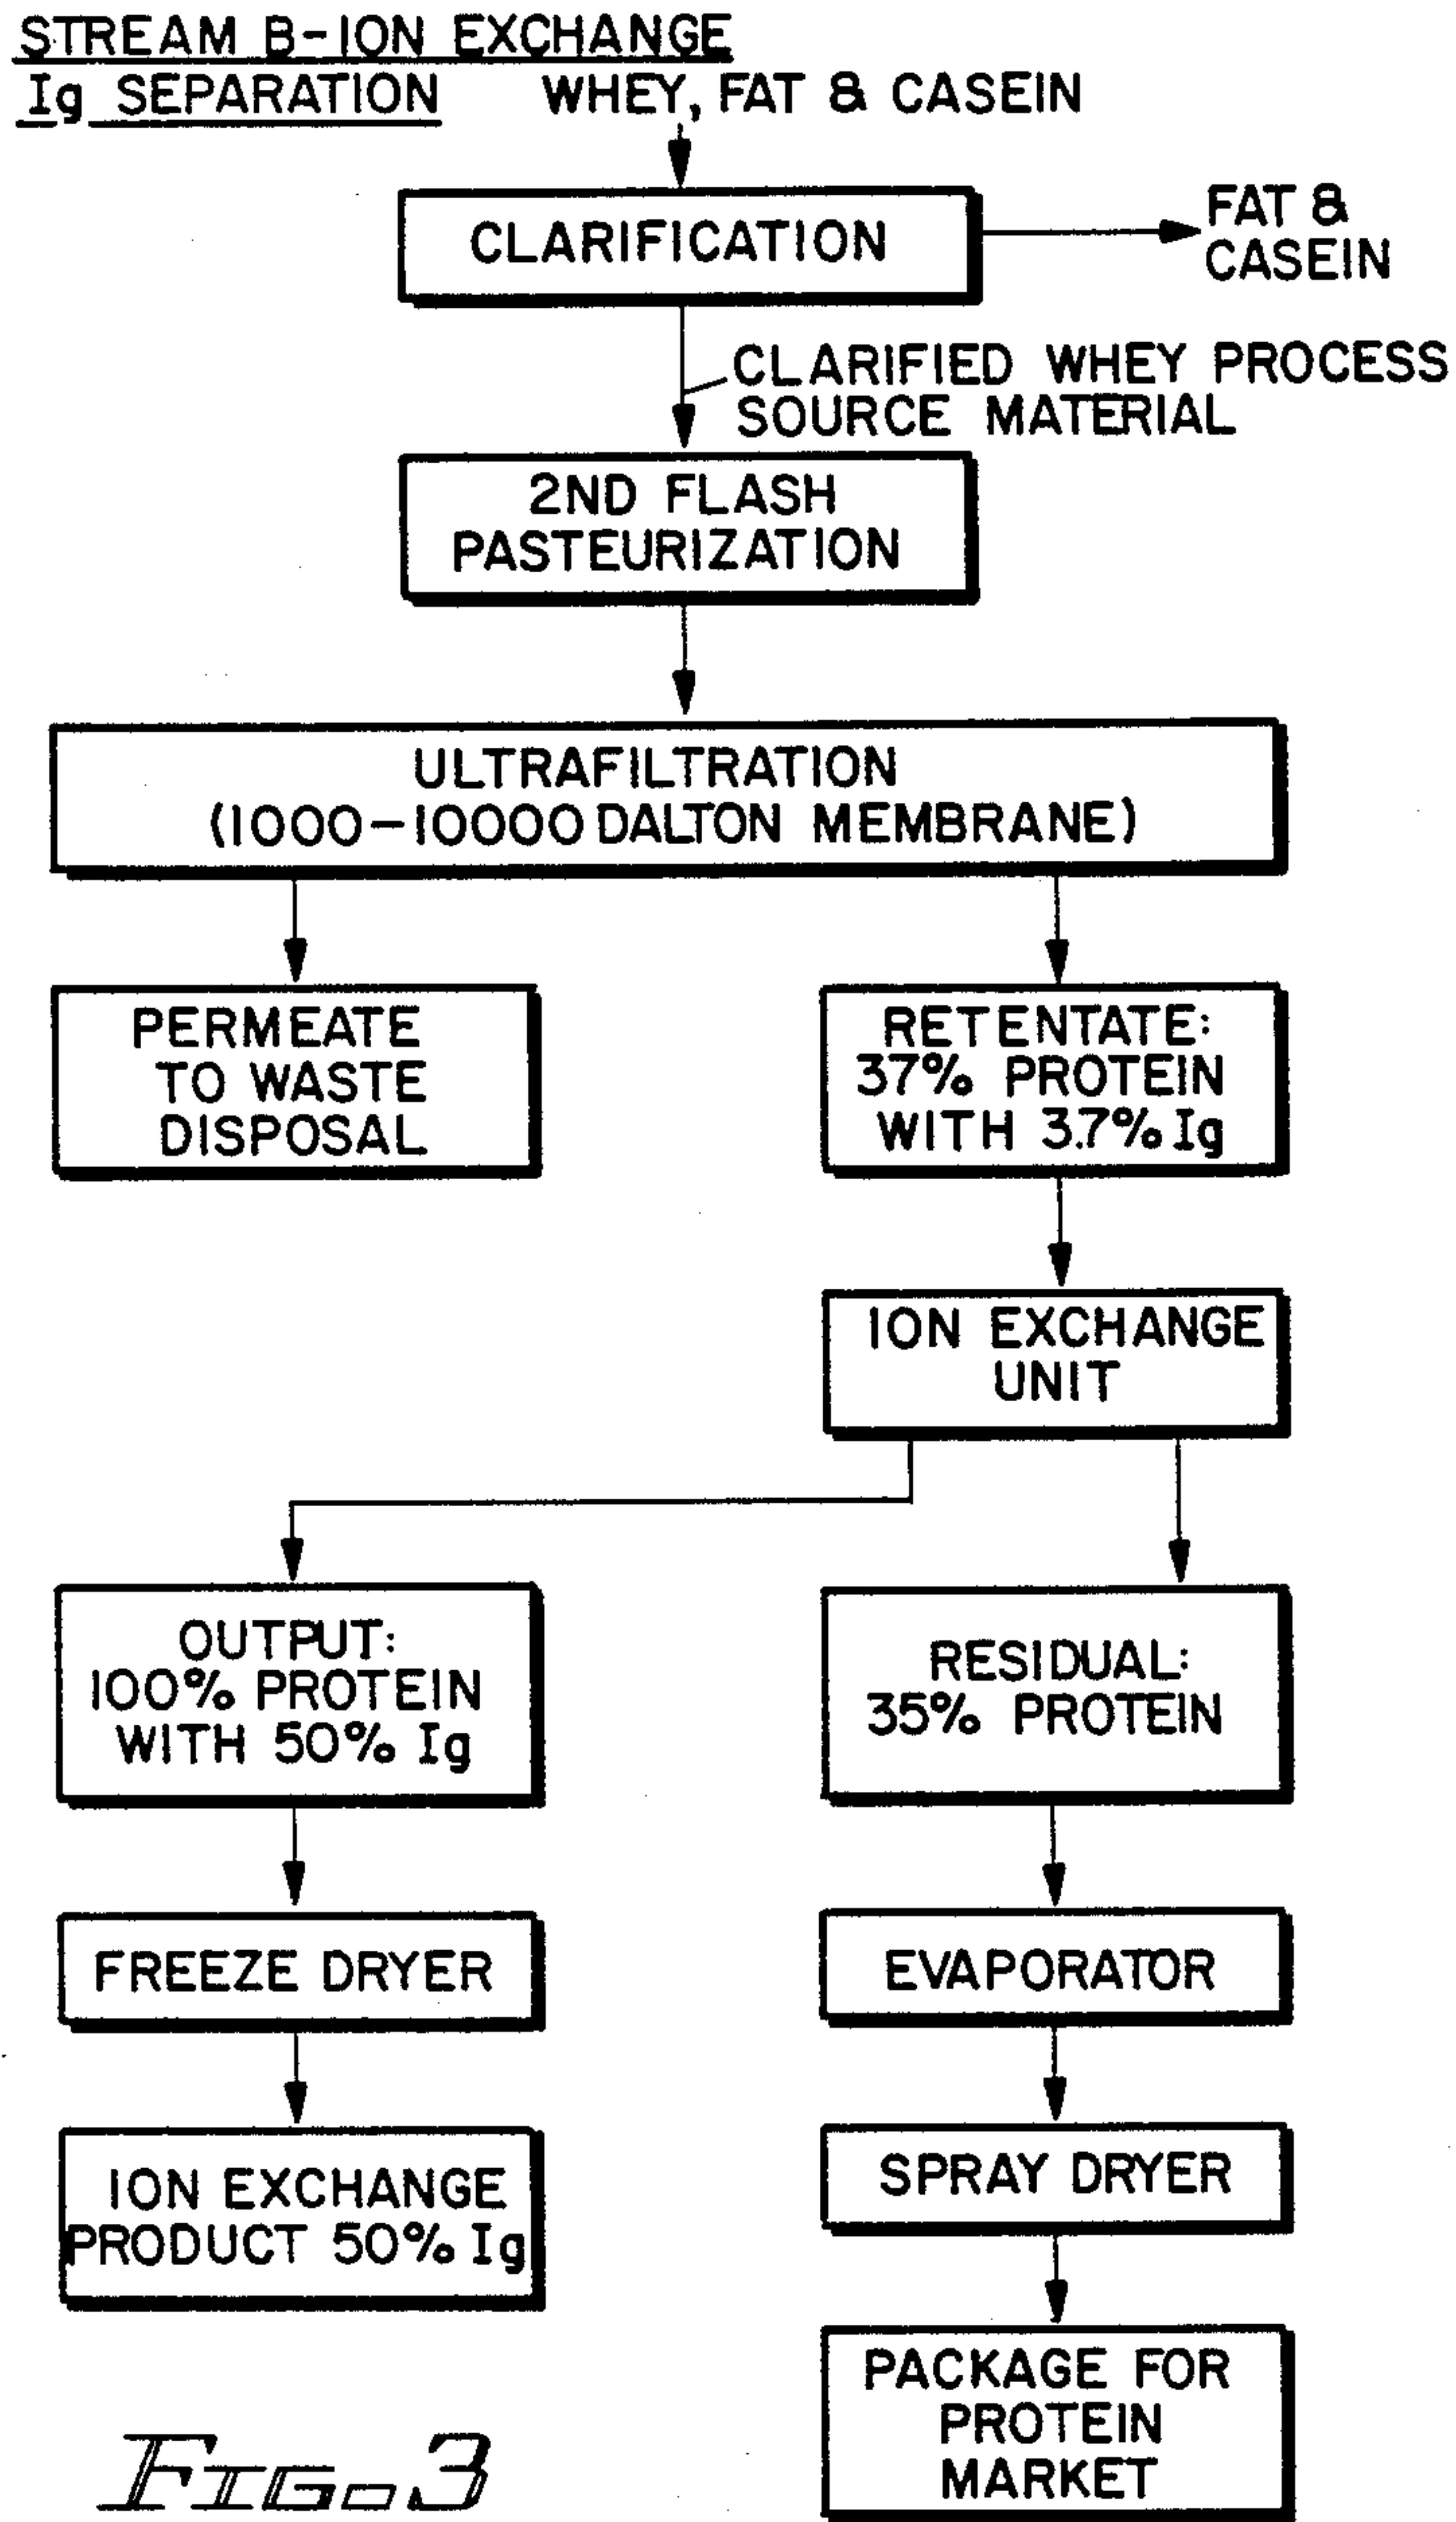 STREAM B-ION EXCHANGE
Ig SEPARATION
WHEY, FAT & CASEIN
CLARIFICATION
FAT &
CASEIN
CLARIFIED WHEY PROCESS
SOURCE MATERIAL
2ND FLASH
PASTEURIZATION
ULTRAFILTRATION
(1000-10000 DALTON MEMBRANE)
PERMEATE
TO WASTE
DISPOSAL
RETENTATE:
37% PROTEIN
WITH 3.7% Ig
ION EXCHANGE
UNIT
OUTPUT:
100% PROTEIN
WITH 50% Ig
RESIDUAL:
35% PROTEIN
FREEZE DRYER
EVAPORATOR
ION EXCHANGE
PRODUCT 50% Ig
SPRAY DRYER
PACKAGE FOR
PROTEIN
MARKET
FIG. 3